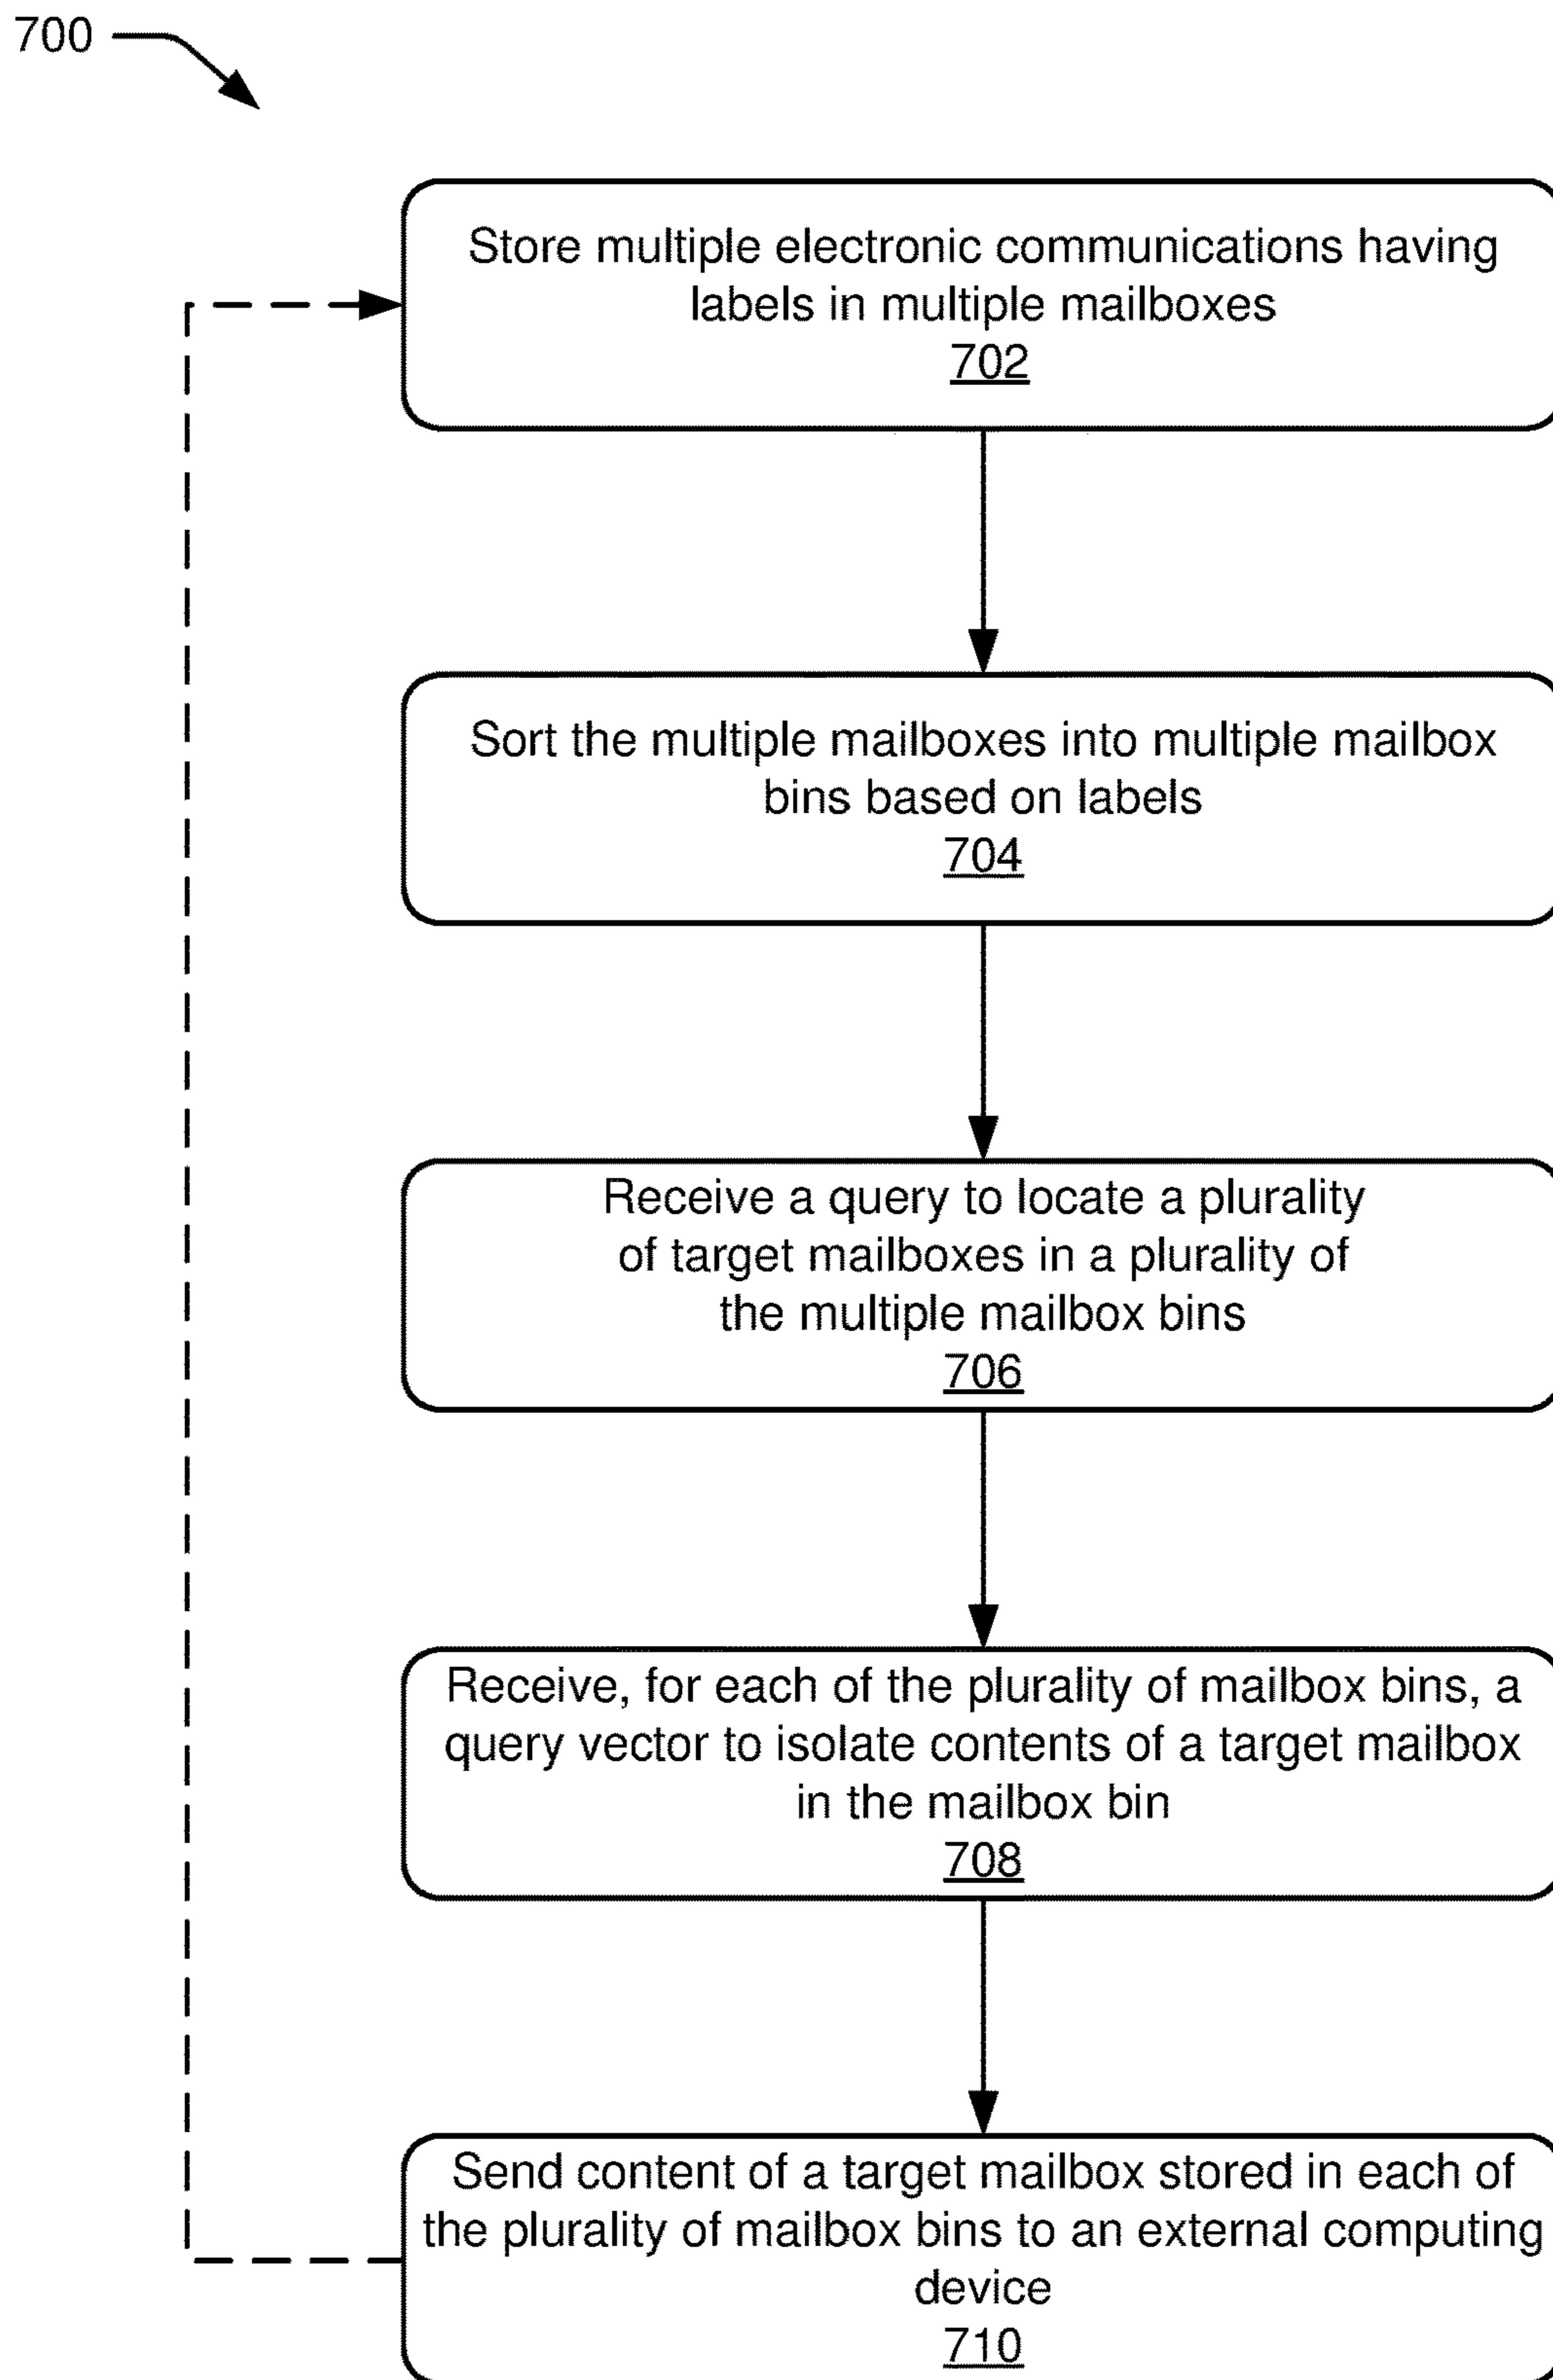 700
Store multiple electronic communications having
labels in multiple mailboxes
702
Sort the multiple mailboxes into multiple mailbox
bins based on labels
704
Receive a query to locate a plurality
of target mailboxes in a plurality of
the multiple mailbox bins
706
Receive, for each of the plurality of mailbox bins, a
query vector to isolate contents of a target mailbox
in the mailbox bin
708
Send content of a target mailbox stored in each of
the plurality of mailbox bins to an external computing
device
710